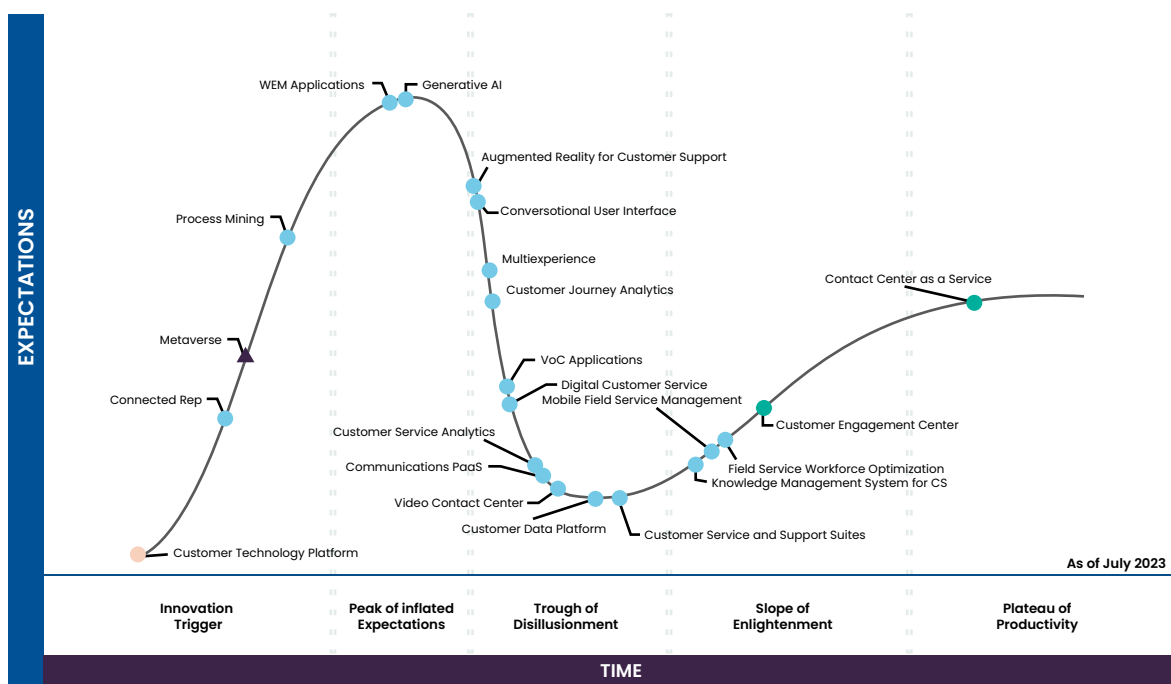 EXPECTATIONS
WEM Applications
Generative AI
Augmented Reality for Customer Support
Conversotional User Interface
Process Mining
Multiexperience
Customer Journey Analytics
Contact Center as a Service
Metaverse
VoC Applications
Digital Customer Service
Mobile Field Service Management
Connected Rep
Customer Engagement Center
Customer Service Analytics
Communications PaaS
Field Service Workforce Optimization
Knowledge Management System for CS
Video Contact Center
Customer Data Platform
Customer Service and Support Suites
Customer Technology Platform
As of July 2023
Innovation
Trigger
Peak of inflated
Expectations
Trough of
Disillusionment
Slope of
Enlightenment
Plateau of
Productivity
TIME